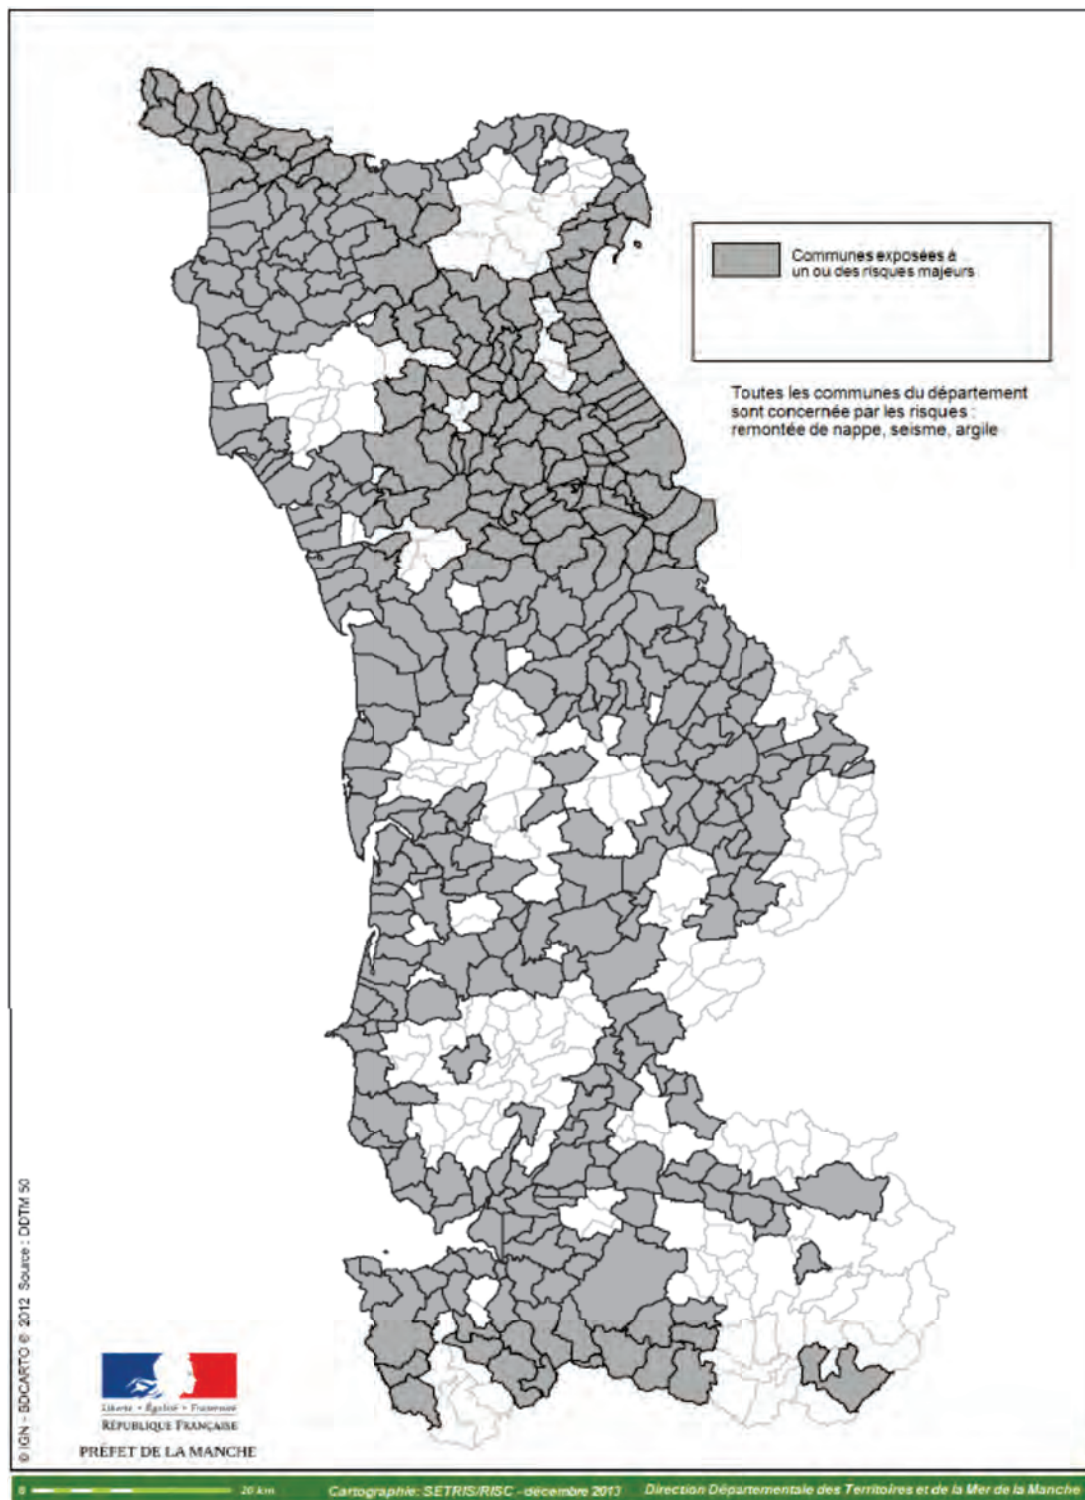 Communes exposées à
un ou des risques majeurs
Toutes les communes du département
sont concernée par les risques :
remontée de nappe, seisme, argile
© IGN - BDCARTO © 2012 Source : DDTM 50
Liberté • Égalité • Fraternité
RÉPUBLIQUE FRANÇAISE
PRÉFET DE LA MANCHE
0 20 km Cartographie: SETRIS/RISC - décembre 2013 Direction Départementale des Territoires et de la Mer de la Manche